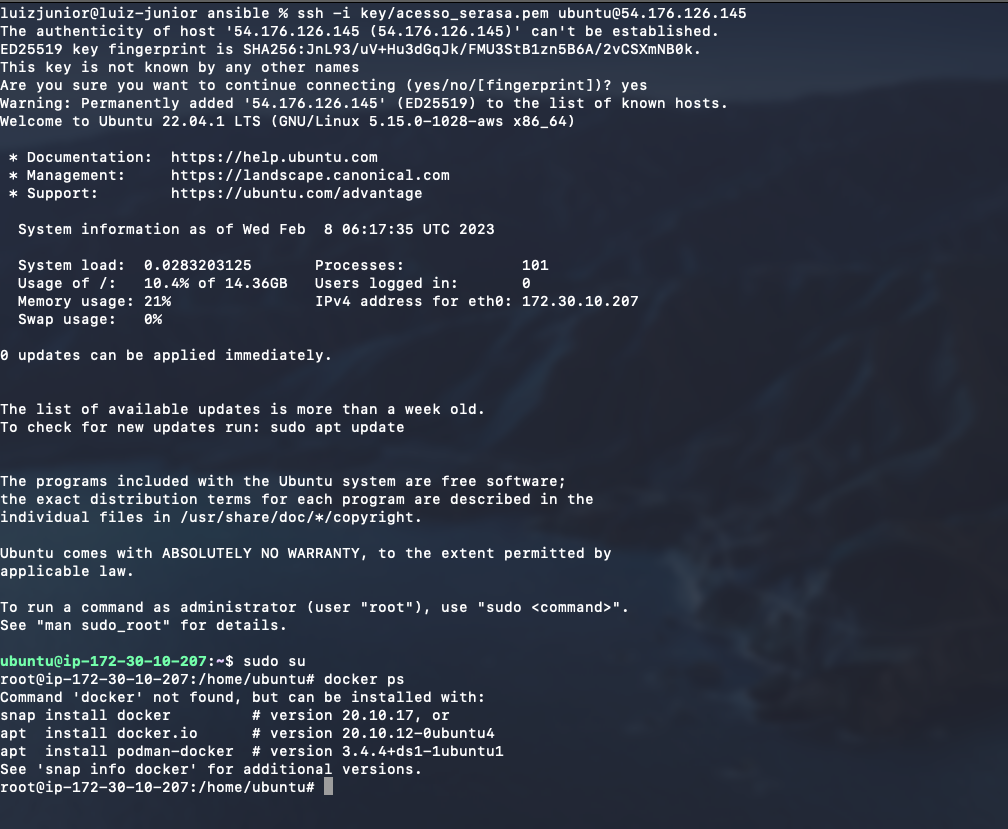 luizjunior@luiz-junior ansible % ssh -i key/acesso_serasa.pem ubuntu@54.176.126.145
The authenticity of host '54.176.126.145 (54.176.126.145)' can't be established.
ED25519 key fingerprint is SHA256:JnL93/uV+Hu3dGqJk/FMU3StB1zn5B6A/2vCSXmNB0k.
This key is not known by any other names
Are you sure you want to continue connecting (yes/no/[fingerprint])? yes
Warning: Permanently added '54.176.126.145' (ED25519) to the list of known hosts.
Welcome to Ubuntu 22.04.1 LTS (GNU/Linux 5.15.0-1028-aws x86_64)

 * Documentation:  https://help.ubuntu.com
 * Management:     https://landscape.canonical.com
 * Support:        https://ubuntu.com/advantage

  System information as of Wed Feb  8 06:17:35 UTC 2023

  System load:  0.0283203125       Processes:             101
  Usage of /:   10.4% of 14.36GB   Users logged in:       0
  Memory usage: 21%                IPv4 address for eth0: 172.30.10.207
  Swap usage:   0%

0 updates can be applied immediately.


The list of available updates is more than a week old.
To check for new updates run: sudo apt update


The programs included with the Ubuntu system are free software;
the exact distribution terms for each program are described in the
individual files in /usr/share/doc/*/copyright.

Ubuntu comes with ABSOLUTELY NO WARRANTY, to the extent permitted by
applicable law.

To run a command as administrator (user "root"), use "sudo <command>".
See "man sudo_root" for details.

ubuntu@ip-172-30-10-207:~$ sudo su
root@ip-172-30-10-207:/home/ubuntu# docker ps
Command 'docker' not found, but can be installed with:
snap install docker         # version 20.10.17, or
apt  install docker.io      # version 20.10.12-0ubuntu4
apt  install podman-docker  # version 3.4.4+ds1-1ubuntu1
See 'snap info docker' for additional versions.
root@ip-172-30-10-207:/home/ubuntu#